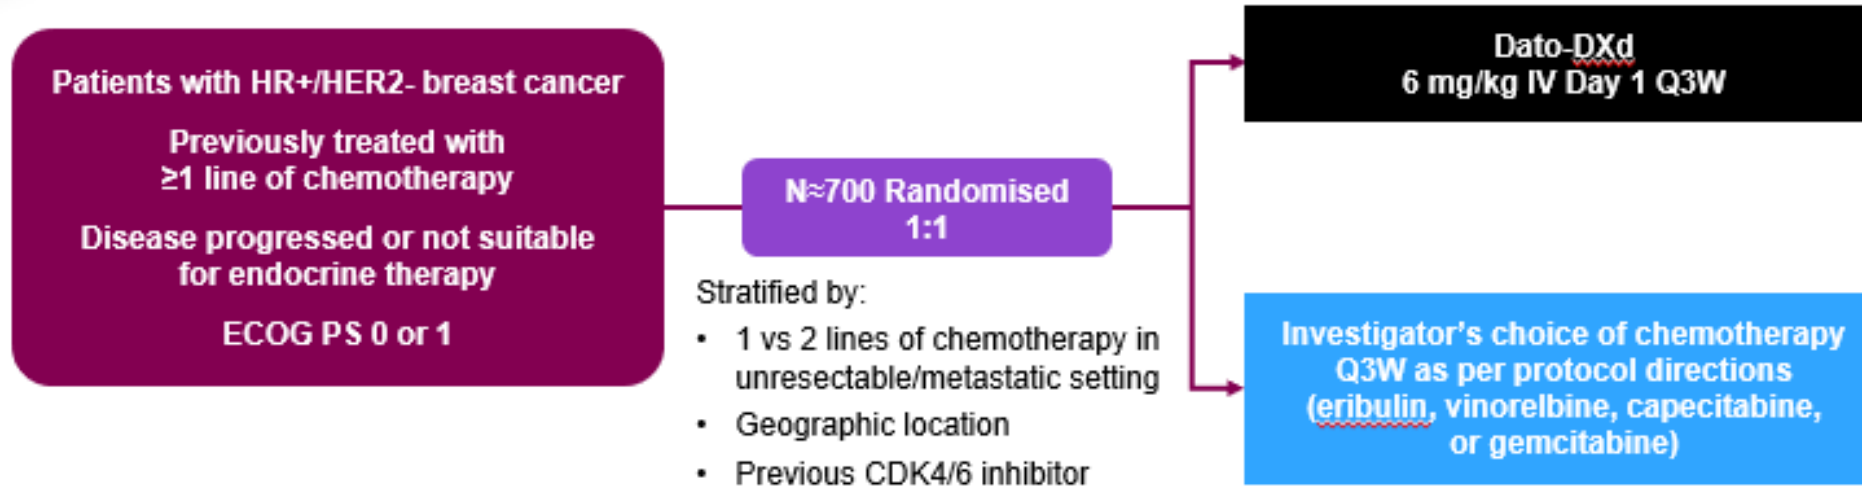 Patients with HR+/HER2- breast cancer
Previously treated with
≥1 line of chemotherapy
Disease progressed or not suitable
for endocrine therapy
ECOG PS 0 or 1
N≈700 Randomised
1:1
Stratified by:
• 1 vs 2 lines of chemotherapy in
unresectable/metastatic setting
• Geographic location
• Previous CDK4/6 inhibitor
Dato-DXd
6 mg/kg IV Day 1 Q3W
Investigator’s choice of chemotherapy
Q3W as per protocol directions
(eribulin, vinorelbine, capecitabine,
or gemcitabine)